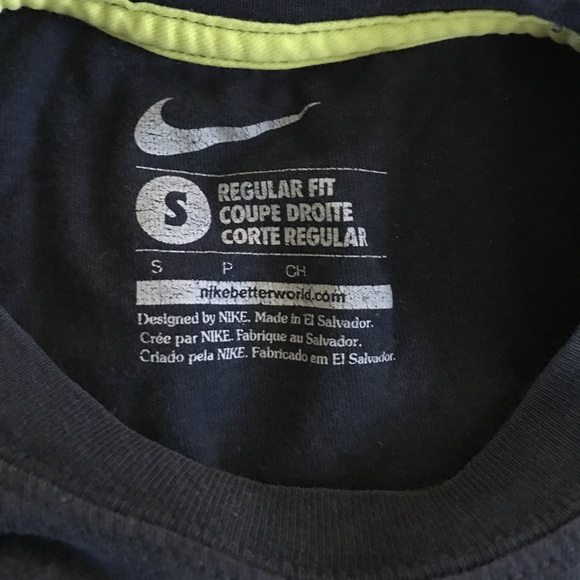 S
REGULAR FIT
COUPE DROITE
CORTE REGULAR
S P CH
nikebetterworld.com
Designed by NIKE. Made in El Salvador.
Crée par NIKE. Fabrique au Salvador.
Criado pela NIKE. Fabricado em El Salvador.